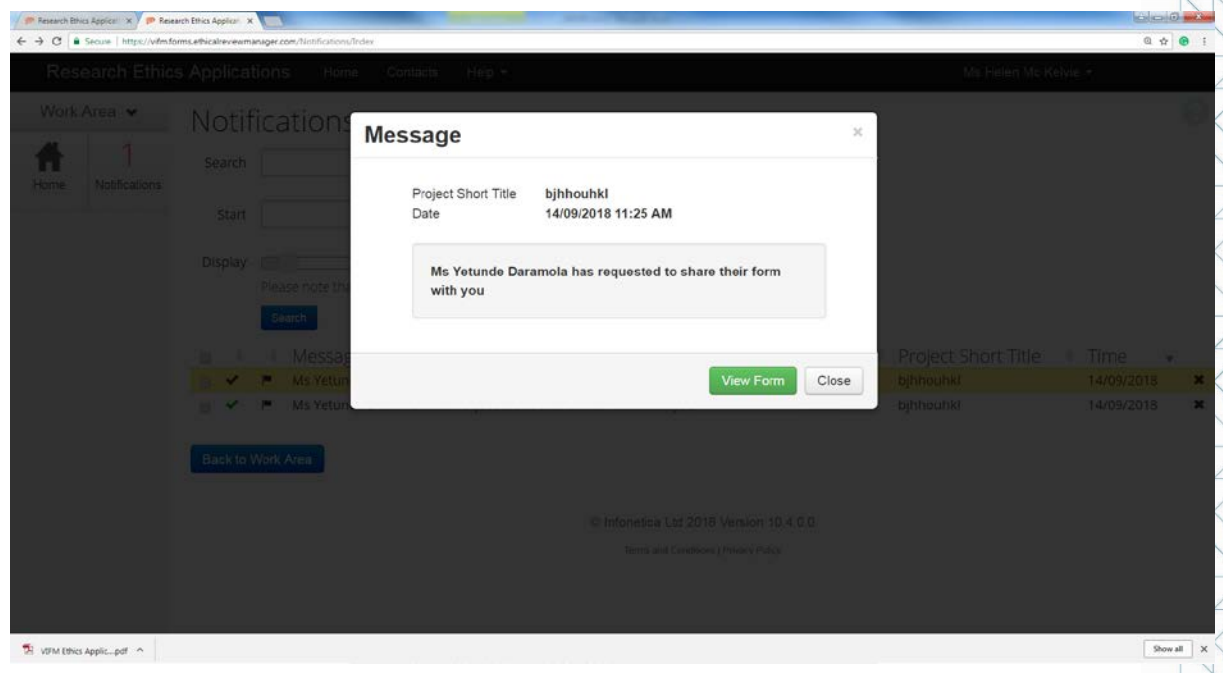 Research Ethics Applicati
Research Ethics Applicati
Secure | https://vifm.forms.ethicalreviewmanager.com/Notifications/Index
Research Ethics Applications Home Contacts Help
Ms Helen Mc Kelvie
Work Area
Notifications
Message
Search
1
Home Notifications
Project Short Title bjhhouhkl
Date 14/09/2018 11:25 AM
Start
Display
Ms Yetunde Daramola has requested to share their form
with you
Please note tha
Search
Messag
Project Short Title Time
View Form Close
Ms Yetun
bjhhouhkl 14/09/2018
Ms Yetun
bjhhouhkl 14/09/2018
Back to Work Area
© Infonetica Ltd 2018 Version 10.4.0.0
Terms and Conditions | Privacy Policy
VIFM Ethics Applic....pdf
Show all